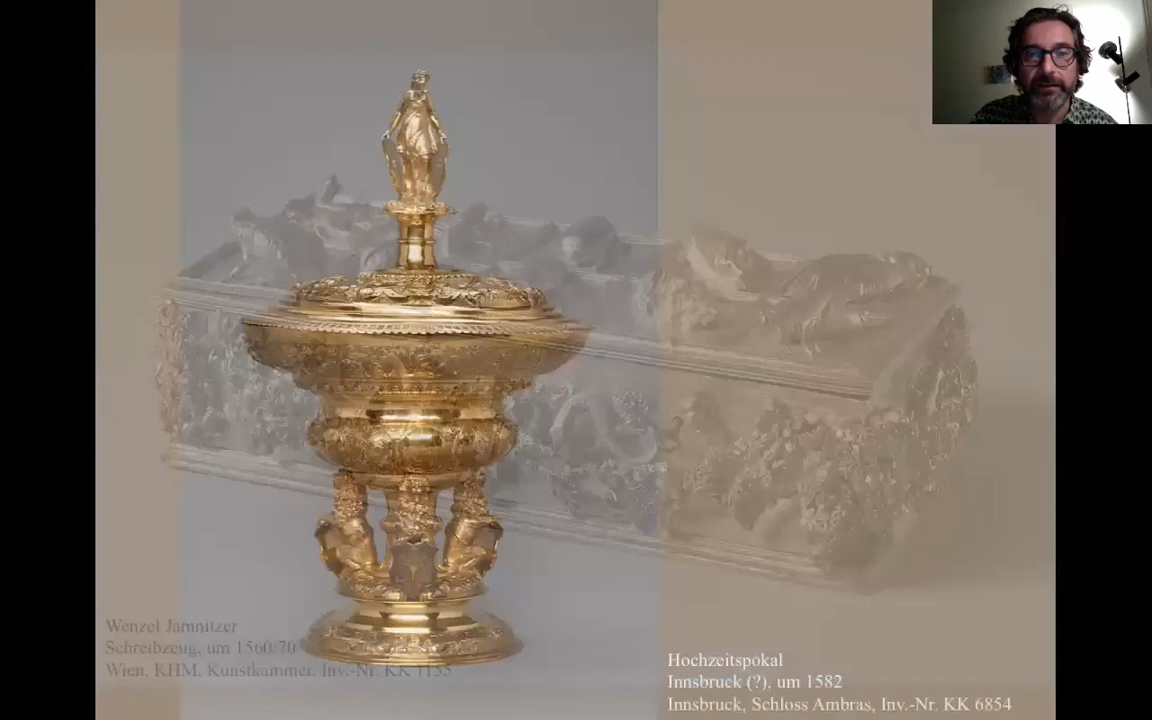 Wenzel Jamnitzer
Schreibzeug, um 1560/70
Wien, KHM, Kunstkammer, Inv.-Nr. KK 1155
Hochzeitspokal
Innsbruck (?), um 1582
Innsbruck, Schloss Ambras, Inv.-Nr. KK 6854